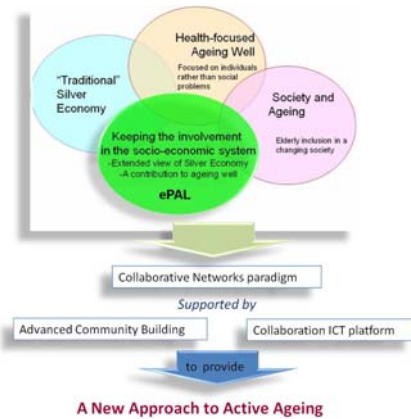 Health-focused
Ageing Well
Focused on individuals
rather than social
problems
"Traditional"
Silver
Economy
Society and
Ageing
Elderly inclusion in a
changing society
Keeping the involvement
in the socio-economic system
-Extended view of Silver Economy
-A contribution to ageing well
ePAL
Collaborative Networks paradigm
Supported by
Advanced Community Building
Collaboration ICT platform
to provide
A New Approach to Active Ageing